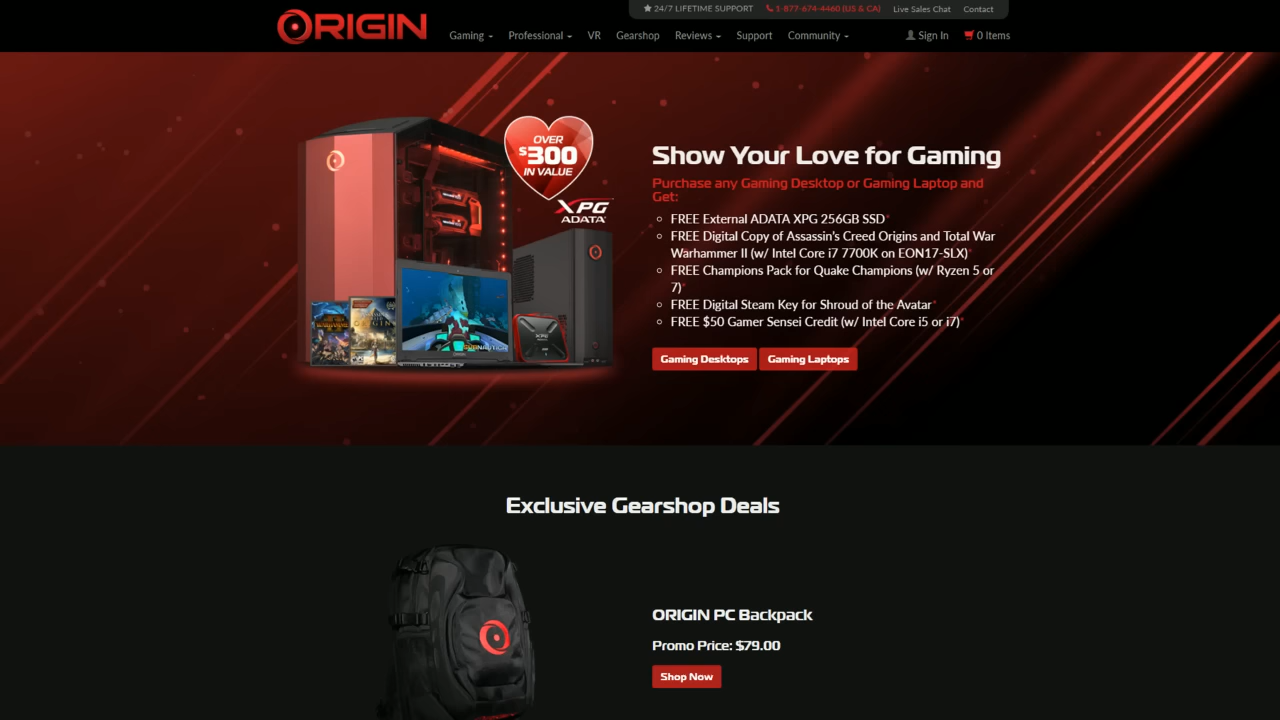 24/7 LIFETIME SUPPORT 1-877-674-4460 (US & CA) Live Sales Chat Contact
ORIGIN
Gaming Professional VR Gearshop Reviews Support Community Sign In 0 Items
OVER
$300
IN VALUE
XPG
ADATA
Show Your Love for Gaming
Purchase any Gaming Desktop or Gaming Laptop and
Get:
FREE External ADATA XPG 256GB SSD*
FREE Digital Copy of Assassin's Creed Origins and Total War
Warhammer II (w/ Intel Core i7 7700K on EON17-SLX)*
FREE Champions Pack for Quake Champions (w/ Ryzen 5 or
7)*
FREE Digital Steam Key for Shroud of the Avatar*
FREE $50 Gamer Sensei Credit (w/ Intel Core i5 or i7)*
SUBNAUTICA
XPG
Gaming Desktops Gaming Laptops
Exclusive Gearshop Deals
ORIGIN PC Backpack
Promo Price: $79.00
Shop Now